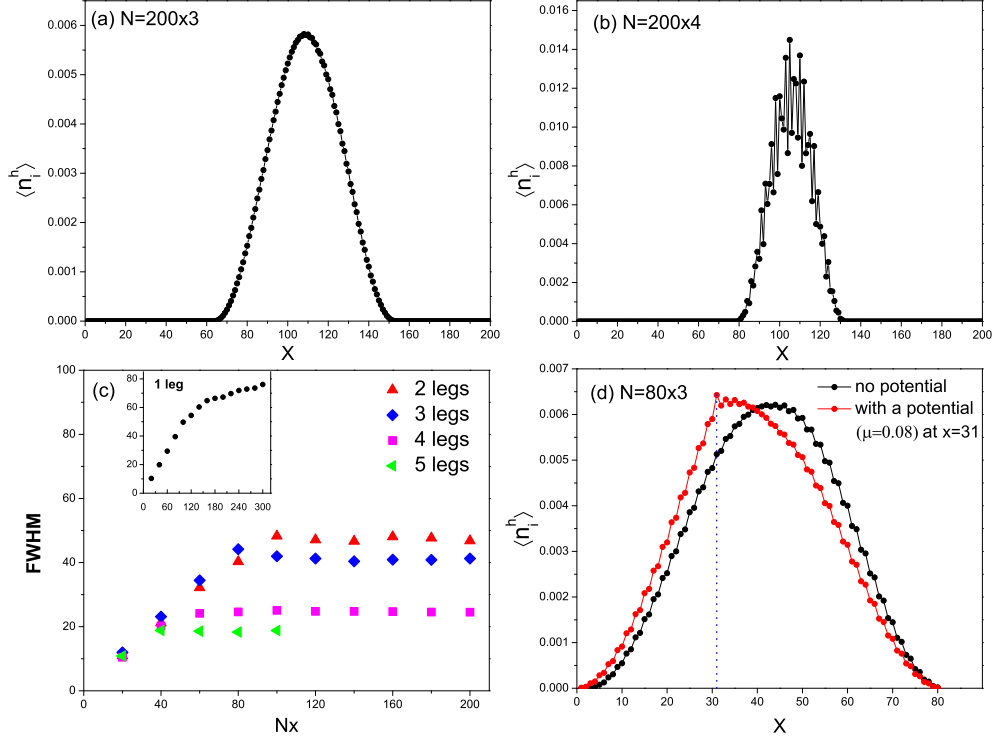 (a) N=200x3
0.006
0.005
0.004
0.003
0.002
0.001
0.000
⟨n_i^h⟩
0 20 40 60 80 100 120 140 160 180 200
X
(b) N=200x4
0.016
0.014
0.012
0.010
0.008
0.006
0.004
0.002
0.000
⟨n_i^h⟩
0 20 40 60 80 100 120 140 160 180 200
X
(c)
100
80
60
40
20
0
FWHM
1 leg
80
60
40
20
0
0 60 120 180 240 300
2 legs
3 legs
4 legs
5 legs
0 20 40 60 80 100 120 140 160 180 200
Nx
(d) N=80x3
no potential
with a potential
(μ=0.08) at x=31
0.007
0.006
0.005
0.004
0.003
0.002
0.001
0.000
⟨n_i^h⟩
0 10 20 30 40 50 60 70 80
X